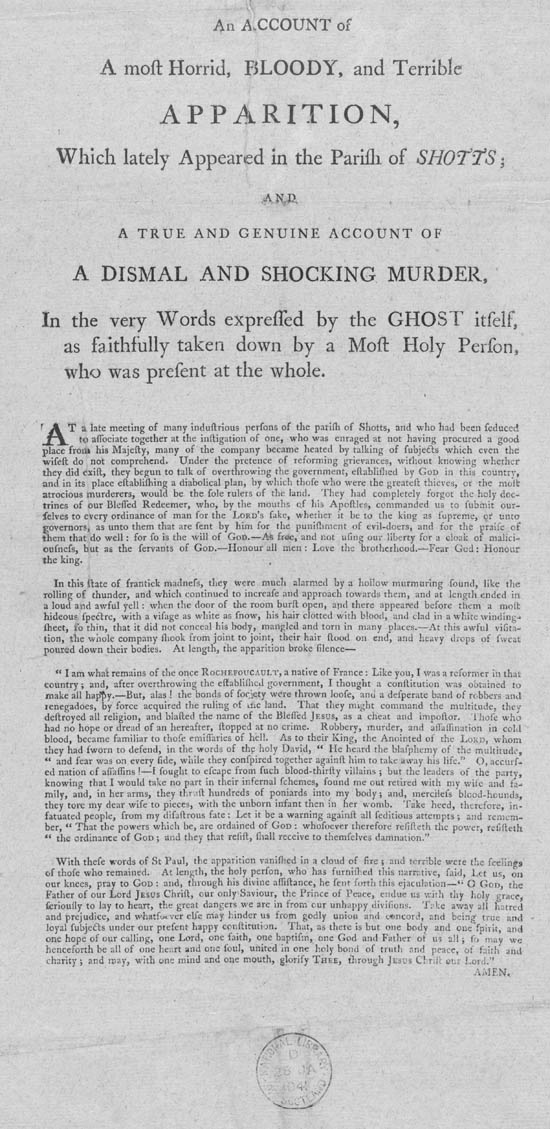 An ACCOUNT of
A moſt Horrid, BLOODY, and Terrible
APPARITION,
Which lately Appeared in the Pariſh of SHOTTS;
AND
A TRUE AND GENUINE ACCOUNT OF
A DISMAL AND SHOCKING MURDER,
In the very Words expreſſed by the GHOST itſelf,
as faithfully taken down by a Moſt Holy Perſon,
who was preſent at the whole.
AT a late meeting of many induſtrious perſons of the pariſh of Shotts, and who had been ſeduced
to aſſociate together at the inſtigation of one, who was enraged at not having procured a good
place from his Majeſty, many of the company became heated by talking of ſubjects which even the
wiſeſt do not comprehend. Under the pretence of reforming grievances, without knowing whether
they did exiſt, they begun to talk of overthrowing the government, eſtabliſhed by God in this country,
and in its place eſtabliſhing a diabolical plan, by which thoſe who were the greateſt thieves, or the moſt
atrocious murderers, would be the ſole rulers of the land. They had completely forgot the holy doc-
trines of our Bleſſed Redeemer, who, by the mouths of his Apoſtles, commanded us to ſubmit our-
ſelves to every ordinance of man for the LORD's ſake, whether it be to the king as ſupreme, or unto
governors, as unto them that are ſent by him for the puniſhment of evil-doers, and for the praiſe of
them that do well: for ſo is the will of GOD.—As free, and not uſing our liberty for a cloak of malici-
ouſneſs, but as the ſervants of GOD.—Honour all men: Love the brotherhood.—Fear God: Honour
the king.
In this ſtate of frantick madneſs, they were much alarmed by a hollow murmuring ſound, like the
rolling of thunder, and which continued to increaſe and approach towards them, and at length ended in
a loud and awful yell: when the door of the room burſt open, and there appeared before them a moſt
hideous ſpectre, with a viſage as white as ſnow, his hair clotted with blood, and clad in a white winding-
ſheet, ſo thin, that it did not conceal his body, mangled and torn in many places.—At this awful viſita-
tion, the whole company ſhook from joint to joint, their hair ſtood on end, and heavy drops of ſweat
poured down their bodies. At length, the apparition broke ſilence—
" I am what remains of the once ROCHEFOUCAULT, a native of France: Like you, I was a reformer in that
country; and, after overthrowing the eſtabliſhed government, I thought a conſtitution was obtained to
make all happy.—But, alas! the bonds of ſociety were thrown looſe, and a deſperate band of robbers and
renegadoes, by force acquired the ruling of the land. That they might command the multitude, they
deſtroyed all religion, and blaſted the name of the Bleſſed JESUS, as a cheat and impoſtor. Thoſe who
had no hope or dread of an hereafter, ſtopped at no crime. Robbery, murder, and aſſaſſination in cold
blood, became familiar to thoſe emiſſaries of hell. As to their King, the Anointed of the LORD, whom
they had ſworn to defend, in the words of the holy David, " He heard the blaſphemy of the multitude,
" and fear was on every ſide, while they conſpired together againſt him to take away his life." O, accurſ-
ed nation of aſſaſſins!—I ſought to eſcape from ſuch blood-thirſty villains; but the leaders of the party,
knowing that I would take no part in their infernal ſchemes, found me out retired with my wife and fa-
mily, and, in her arms, they thruſt hundreds of poniards into my body; and, mercileſs blood-hounds,
they tore my dear wife to pieces, with the unborn infant then in her womb. Take heed, therefore, in-
fatuated people, from my diſaſtrous fate: Let it be a warning againſt all ſeditious attempts; and remem-
ber, " That the powers which be, are ordained of GOD: whoſoever therefore reſiſteth the power, reſiſteth
" the ordinance of GOD; and they that reſiſt, ſhall receive to themſelves damnation."
With theſe words of St Paul, the apparition vaniſhed in a cloud of fire; and terrible were the feelings
of thoſe who remained. At length, the holy perſon, who has furniſhed this narrative, ſaid, Let us, on
our knees, pray to GOD: and, through his divine aſſiſtance, he ſent forth this ejaculation—" O GOD, the
Father of our Lord JESUS Chriſt, our only Saviour, the Prince of Peace, endue us with thy holy grace,
ſeriouſly to lay to heart, the great dangers we are in from our unhappy diviſions. Take away all hatred
and prejudice, and whatſoever elſe may hinder us from godly union and concord, and being true and
loyal ſubjects under our preſent happy conſtitution. That, as there is but one body and one ſpirit, and
one hope of our calling, one Lord, one faith, one baptiſm, one God and Father of us all; ſo may we
henceforth be all of one heart and one ſoul, united in one holy bond of truth and peace, of faith and
charity; and may, with one mind and one mouth, glorify THEE, through JESUS Chriſt our Lord."
AMEN.
NATIONAL LIBRARY
OF SCOTLAND